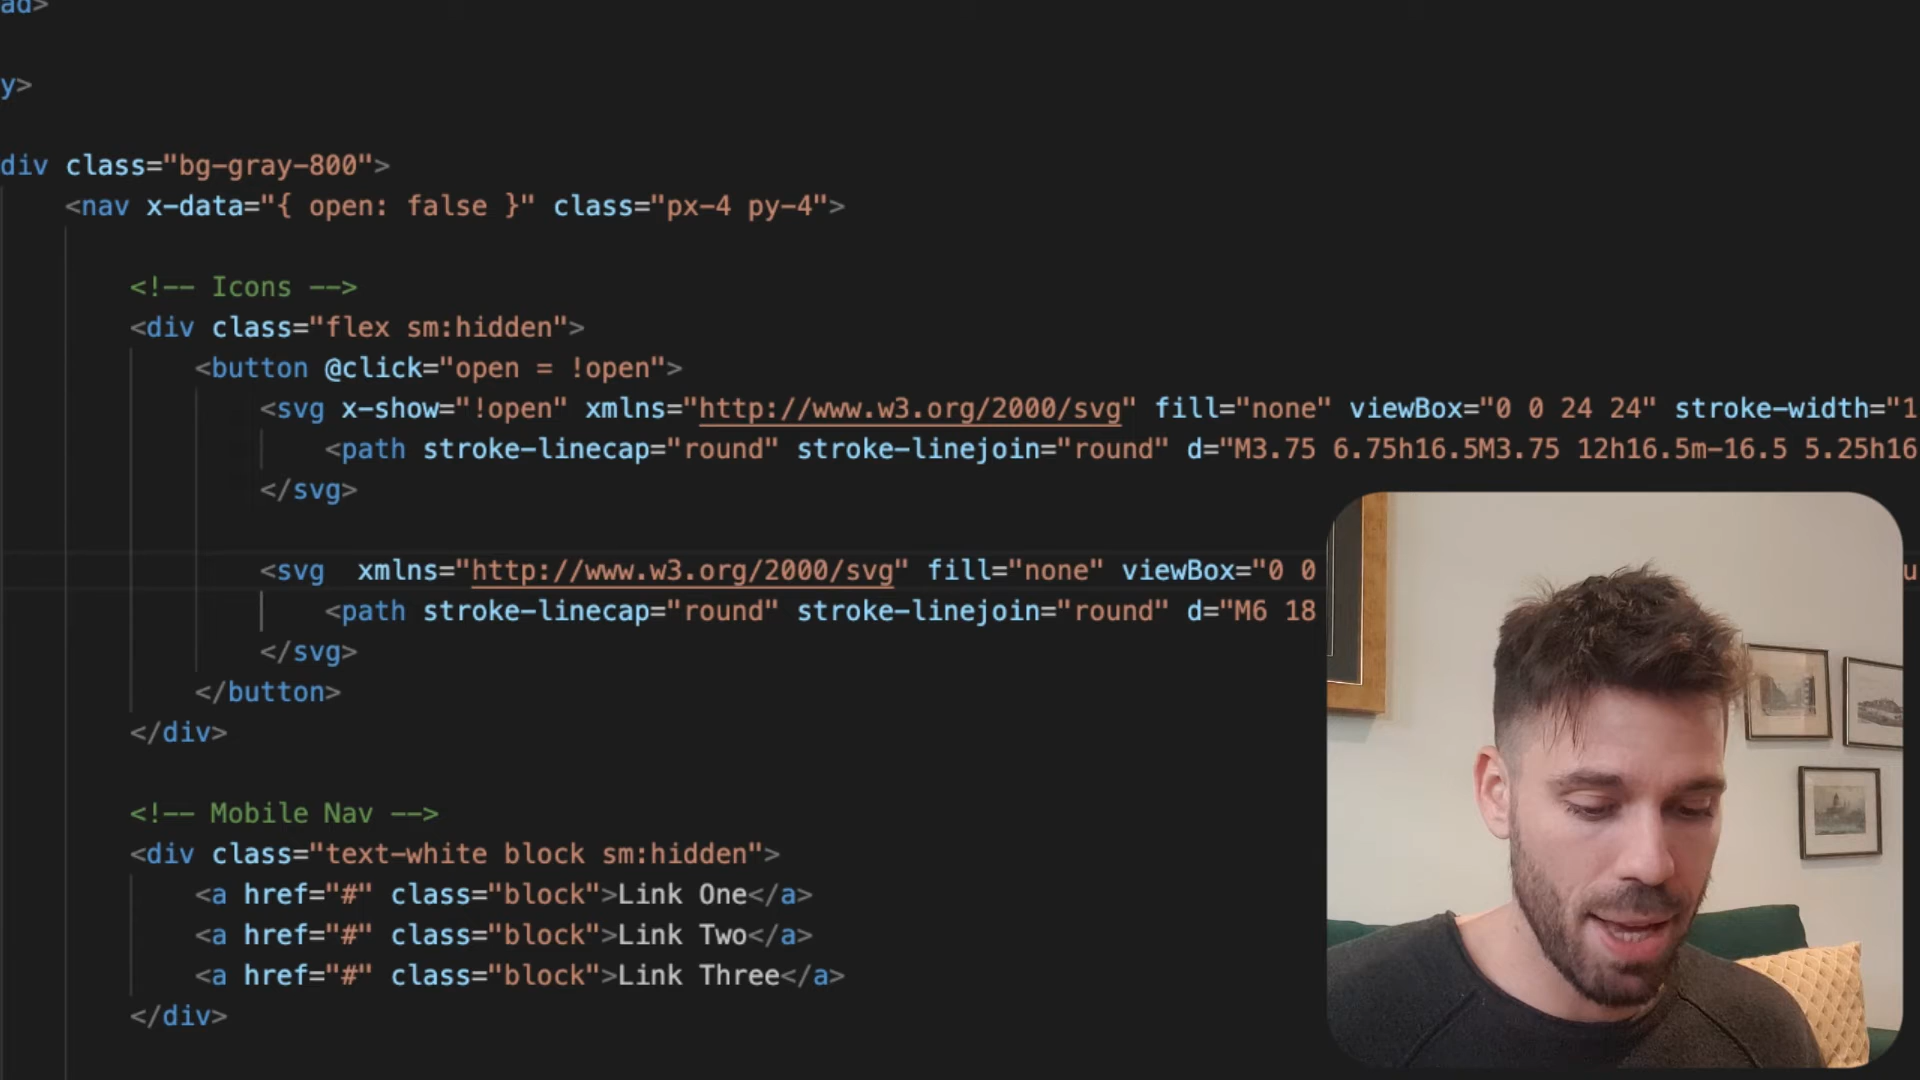 ad>
y>
div class="bg-gray-800">
<nav x-data="{ open: false }" class="px-4 py-4">
<!-- Icons -->
<div class="flex sm:hidden">
<button @click="open = !open">
<svg x-show="!open" xmlns="http://www.w3.org/2000/svg" fill="none" viewBox="0 0 24 24" stroke-width="1
<path stroke-linecap="round" stroke-linejoin="round" d="M3.75 6.75h16.5M3.75 12h16.5m-16.5 5.25h16
</svg>
<svg  xmlns="http://www.w3.org/2000/svg" fill="none" viewBox="0 0
<path stroke-linecap="round" stroke-linejoin="round" d="M6 18
</svg>
</button>
</div>
<!-- Mobile Nav -->
<div class="text-white block sm:hidden">
<a href="#" class="block">Link One</a>
<a href="#" class="block">Link Two</a>
<a href="#" class="block">Link Three</a>
</div>